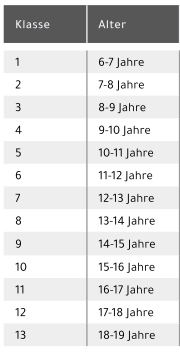 Klasse Alter
1 6-7 Jahre
2 7-8 Jahre
3 8-9 Jahre
4 9-10 Jahre
5 10-11 Jahre
6 11-12 Jahre
7 12-13 Jahre
8 13-14 Jahre
9 14-15 Jahre
10 15-16 Jahre
11 16-17 Jahre
12 17-18 Jahre
13 18-19 Jahre